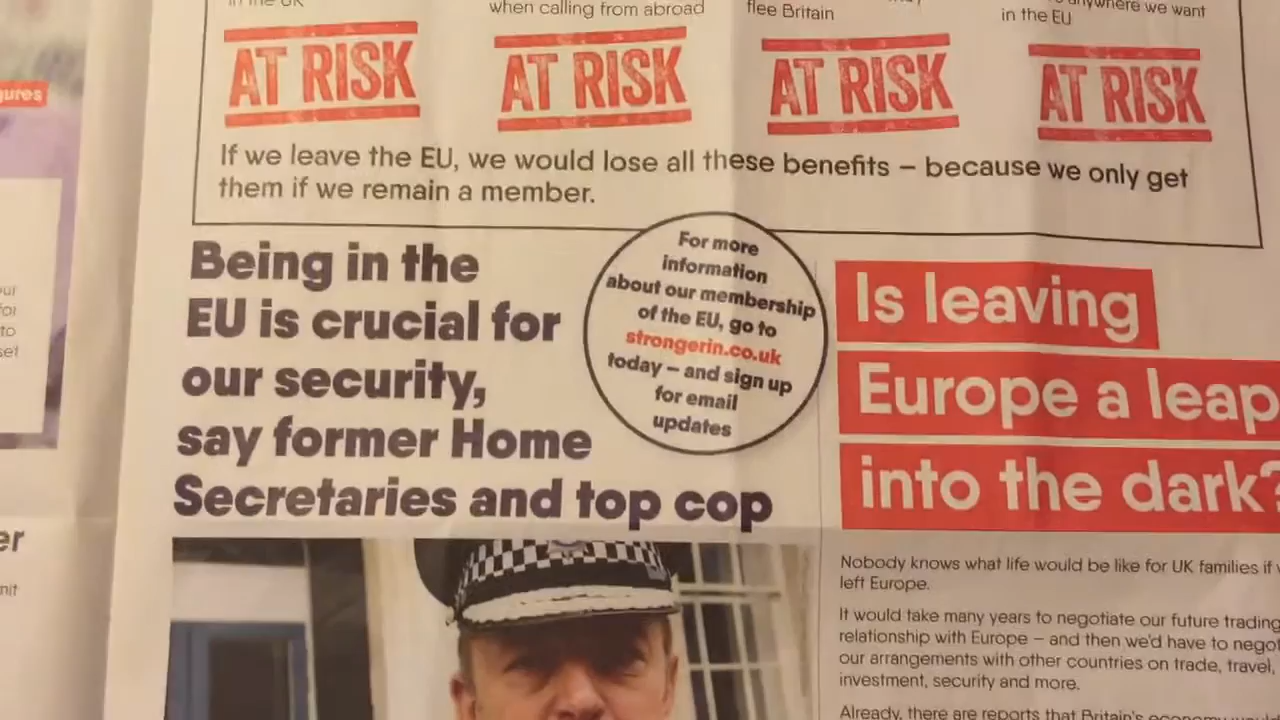 in the UK
when calling from abroad
flee Britain
anywhere we want
in the EU
AT RISK
AT RISK
AT RISK
AT RISK
If we leave the EU, we would lose all these benefits – because we only get
them if we remain a member.
Being in the
EU is crucial for
our security,
say former Home
Secretaries and top cop
For more
information
about our membership
of the EU, go to
strongerin.co.uk
today – and sign up
for email
updates
Is leaving
Europe a leap
into the dark?
Nobody knows what life would be like for UK families if
left Europe.
It would take many years to negotiate our future trading
relationship with Europe – and then we'd have to
our arrangements with other countries on trade, travel,
investment, security and more.
Already, there are reports that Britain's economy